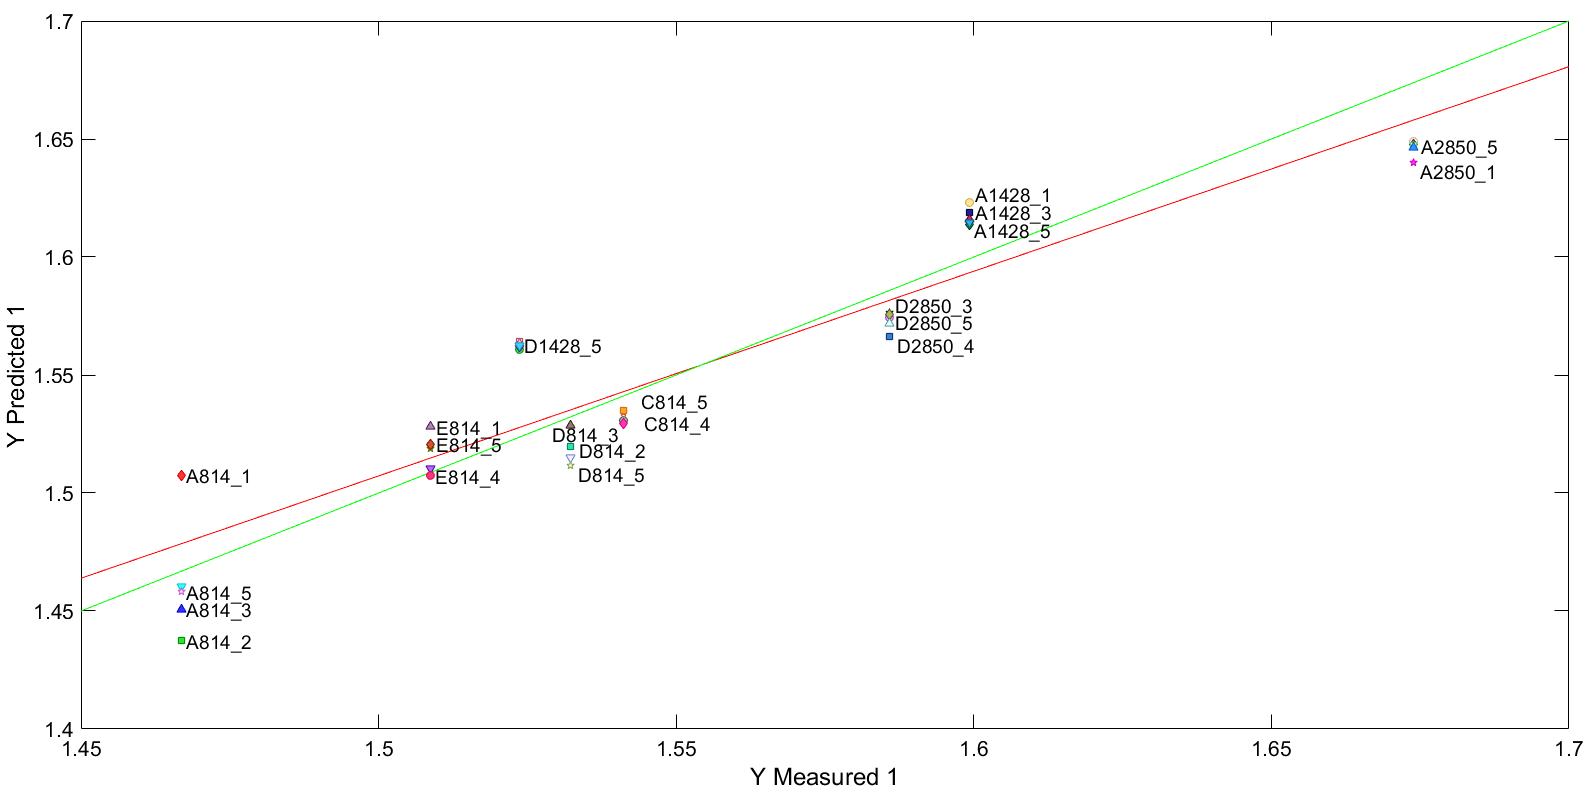 1.7
1.65
1.6
1.55
1.5
1.45
1.4
Y Predicted 1
A2850_5
A2850_1
A1428_1
A1428_3
A1428_5
D2850_3
D2850_5
D2850_4
D1428_5
C814_5
C814_4
E814_1
E814_5
E814_4
D814_3
D814_2
D814_5
A814_1
A814_5
A814_3
A814_2
1.45
1.5
1.55
1.6
1.65
1.7
Y Measured 1